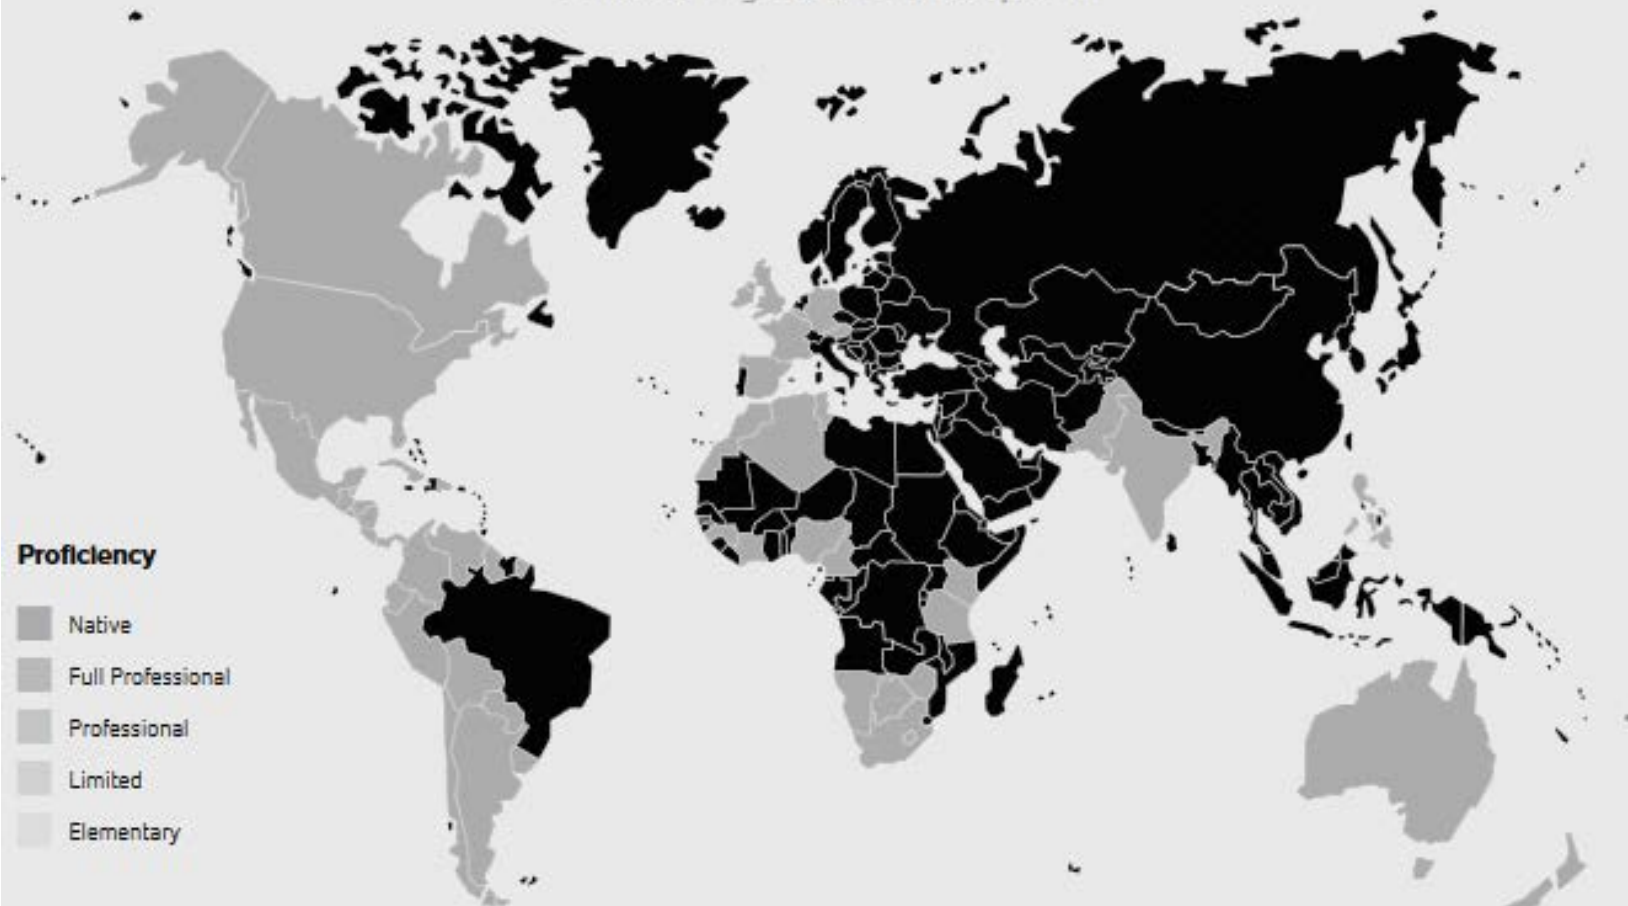 Proficiency
Native
Full Professional
Professional
Limited
Elementary